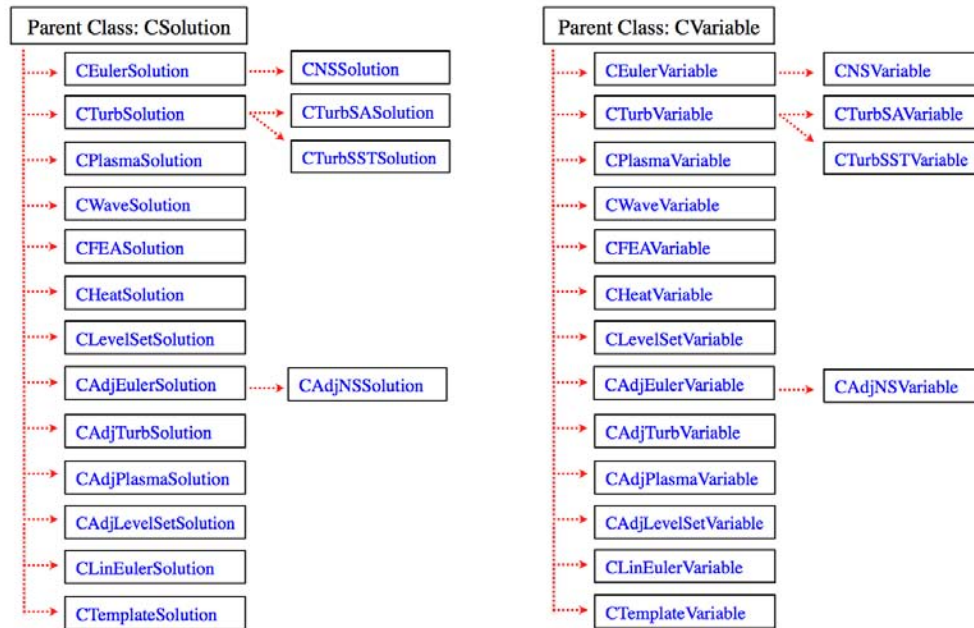 Parent Class: CSolution
CEulerSolution
CNSSolution
CTurbSolution
CTurbSASolution
CTurbSSTSolution
CPlasmaSolution
CWaveSolution
CFEASolution
CHeatSolution
CLevelSetSolution
CAdjEulerSolution
CAdjNSSolution
CAdjTurbSolution
CAdjPlasmaSolution
CAdjLevelSetSolution
CLinEulerSolution
CTemplateSolution
Parent Class: CVariable
CEulerVariable
CNSVariable
CTurbVariable
CTurbSAVariable
CTurbSSTVariable
CPlasmaVariable
CWaveVariable
CFEAVariable
CHeatVariable
CLevelSetVariable
CAdjEulerVariable
CAdjNSVariable
CAdjTurbVariable
CAdjPlasmaVariable
CAdjLevelSetVariable
CLinEulerVariable
CTemplateVariable